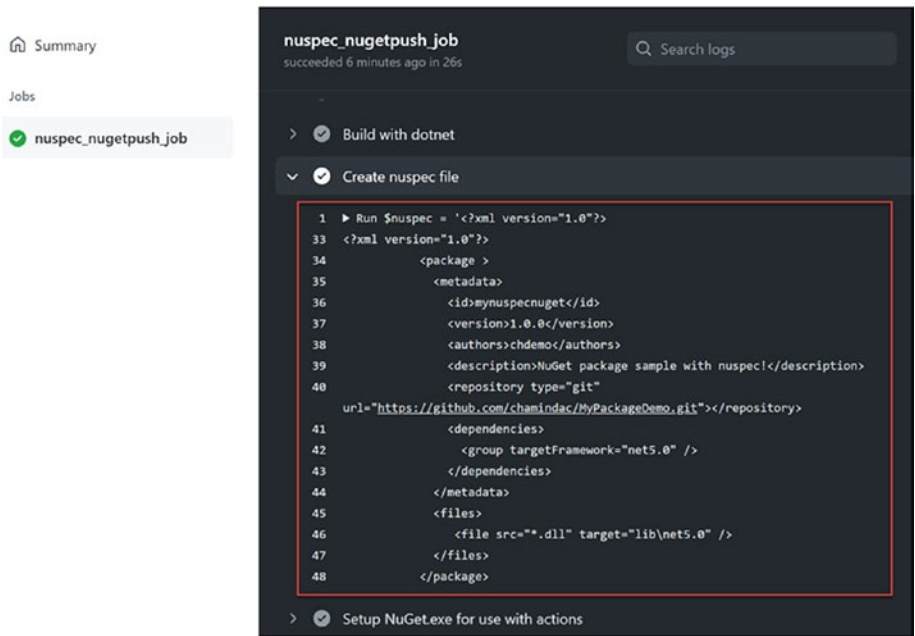 Summary
Jobs
nuspec_nugetpush_job
nuspec_nugetpush_job
succeeded 6 minutes ago in 26s
Search logs
Build with dotnet
Create nuspec file
1 ▶ Run $nuspec = '<?xml version="1.0"?>
33 <?xml version="1.0"?>
34 <package >
35 <metadata>
36 <id>mynuspecnuget</id>
37 <version>1.0.0</version>
38 <authors>chdemo</authors>
39 <description>NuGet package sample with nuspec!</description>
40 <repository type="git"
url="https://github.com/chamindac/MyPackageDemo.git"></repository>
41 <dependencies>
42 <group targetFramework="net5.0" />
43 </dependencies>
44 </metadata>
45 <files>
46 <file src="*.dll" target="lib\net5.0" />
47 </files>
48 </package>
Setup NuGet.exe for use with actions